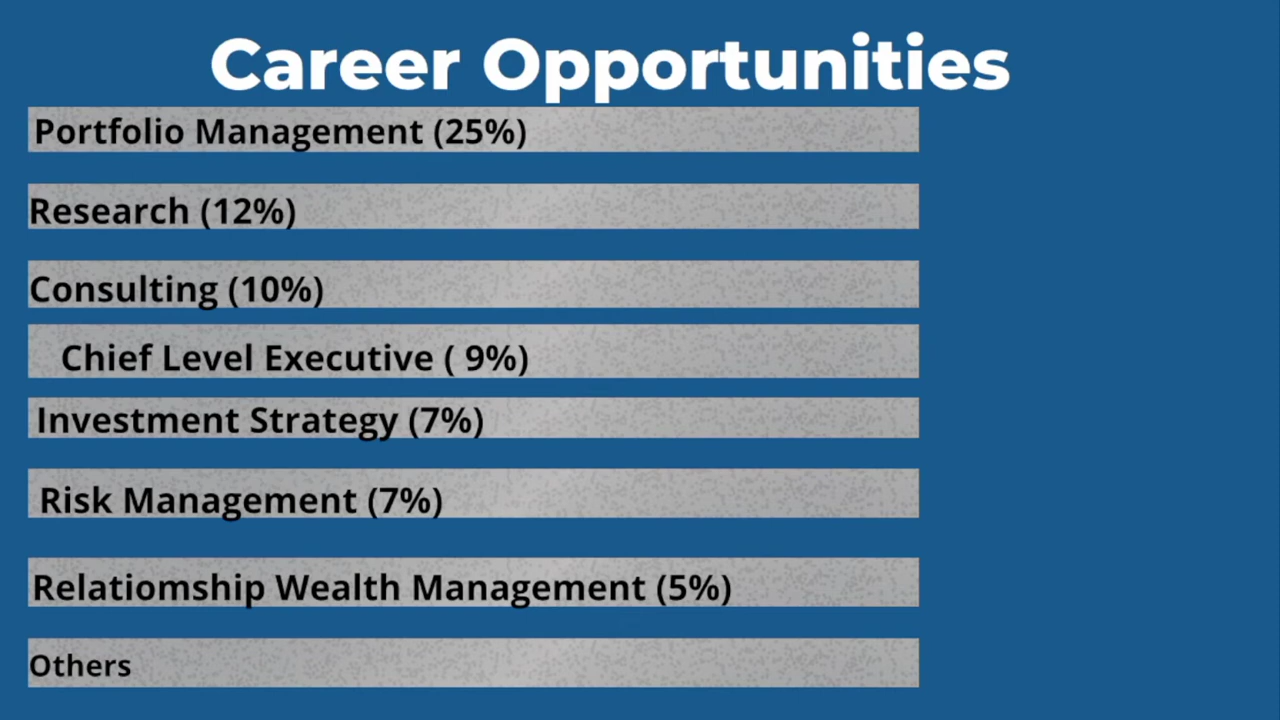 Career Opportunities
Portfolio Management (25%)
Research (12%)
Consulting (10%)
Chief Level Executive ( 9%)
Investment Strategy (7%)
Risk Management (7%)
Relatiomship Wealth Management (5%)
Others